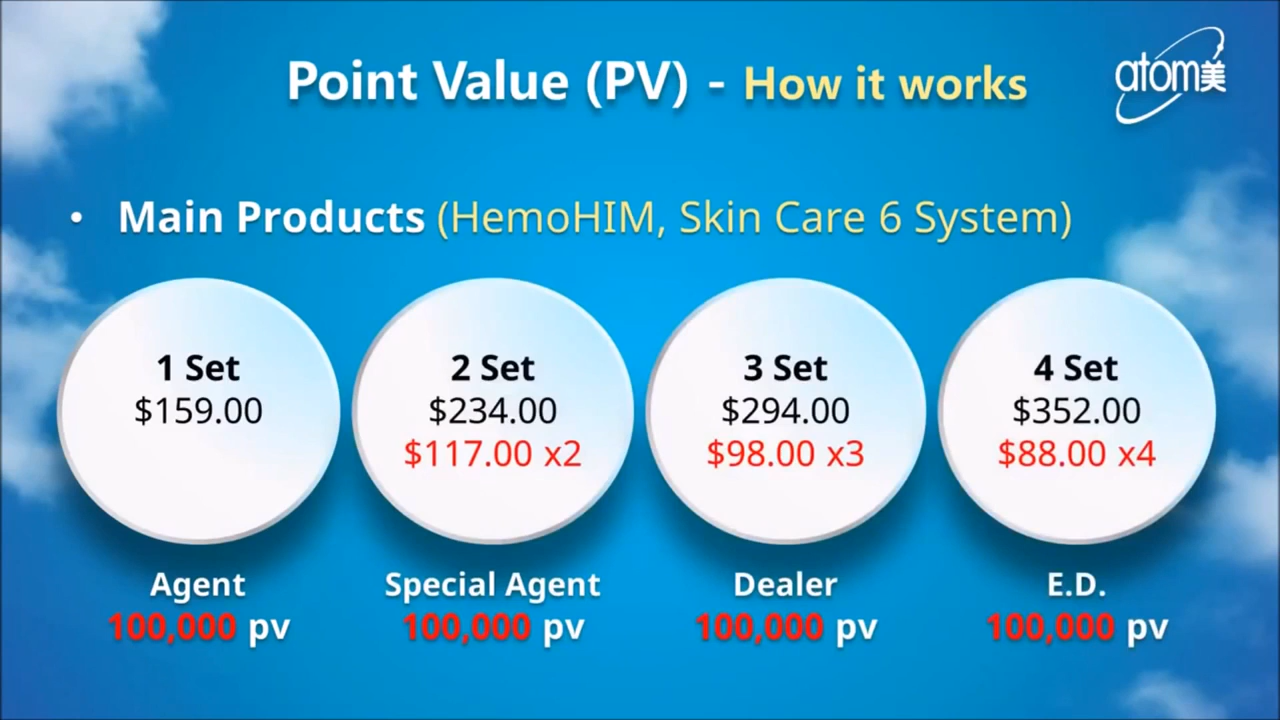 Point Value (PV) - How it works
atom美
• Main Products (HemoHIM, Skin Care 6 System)
1 Set
$159.00
2 Set
$234.00
$117.00 x2
3 Set
$294.00
$98.00 x3
4 Set
$352.00
$88.00 x4
Agent
100,000 pv
Special Agent
100,000 pv
Dealer
100,000 pv
E.D.
100,000 pv